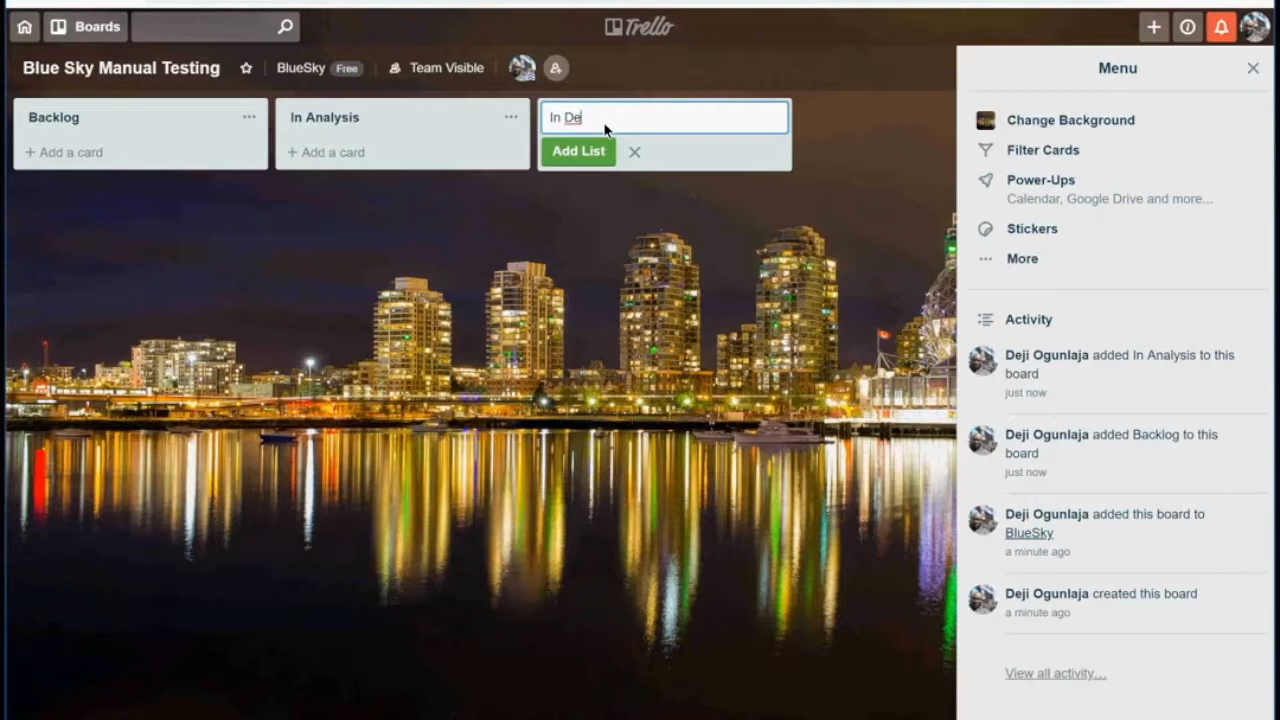 Boards
Trello
Blue Sky Manual Testing
BlueSky Free
Team Visible
Backlog
+ Add a card
In Analysis
+ Add a card
In De
Add List
Menu
Change Background
Filter Cards
Power-Ups
Calendar, Google Drive and more...
Stickers
More
Activity
Deji Ogunlaja added In Analysis to this
board
just now
Deji Ogunlaja added Backlog to this
board
just now
Deji Ogunlaja added this board to
BlueSky
a minute ago
Deji Ogunlaja created this board
a minute ago
View all activity...